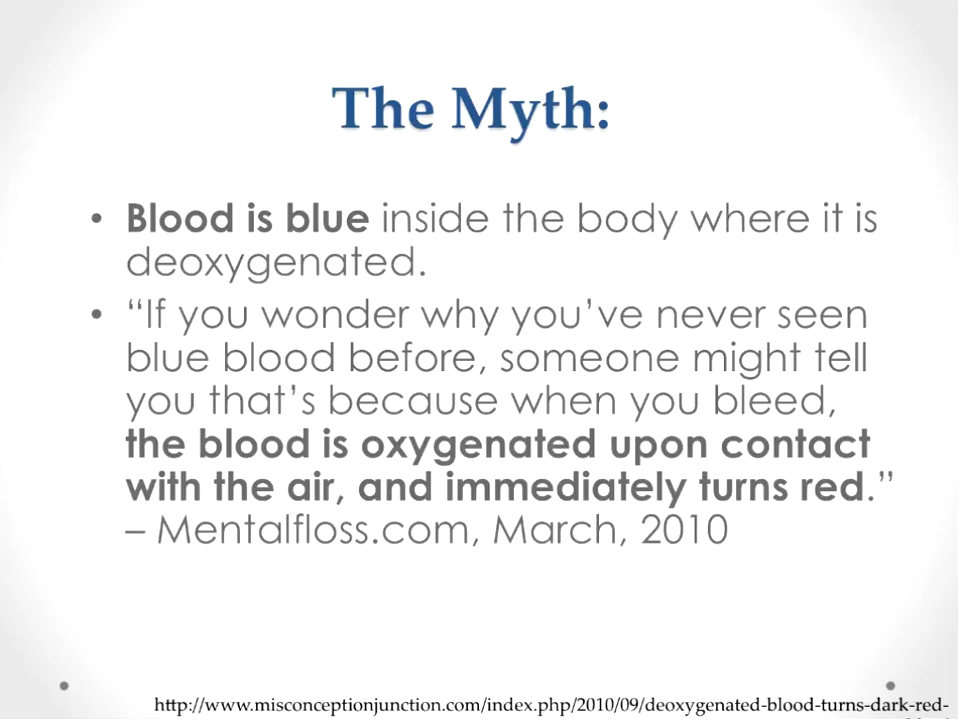 The Myth:
• Blood is blue inside the body where it is
deoxygenated.
• “If you wonder why you’ve never seen
blue blood before, someone might tell
you that’s because when you bleed,
the blood is oxygenated upon contact
with the air, and immediately turns red.”
– Mentalfloss.com, March, 2010
http://www.misconceptionjunction.com/index.php/2010/09/deoxygenated-blood-turns-dark-red-